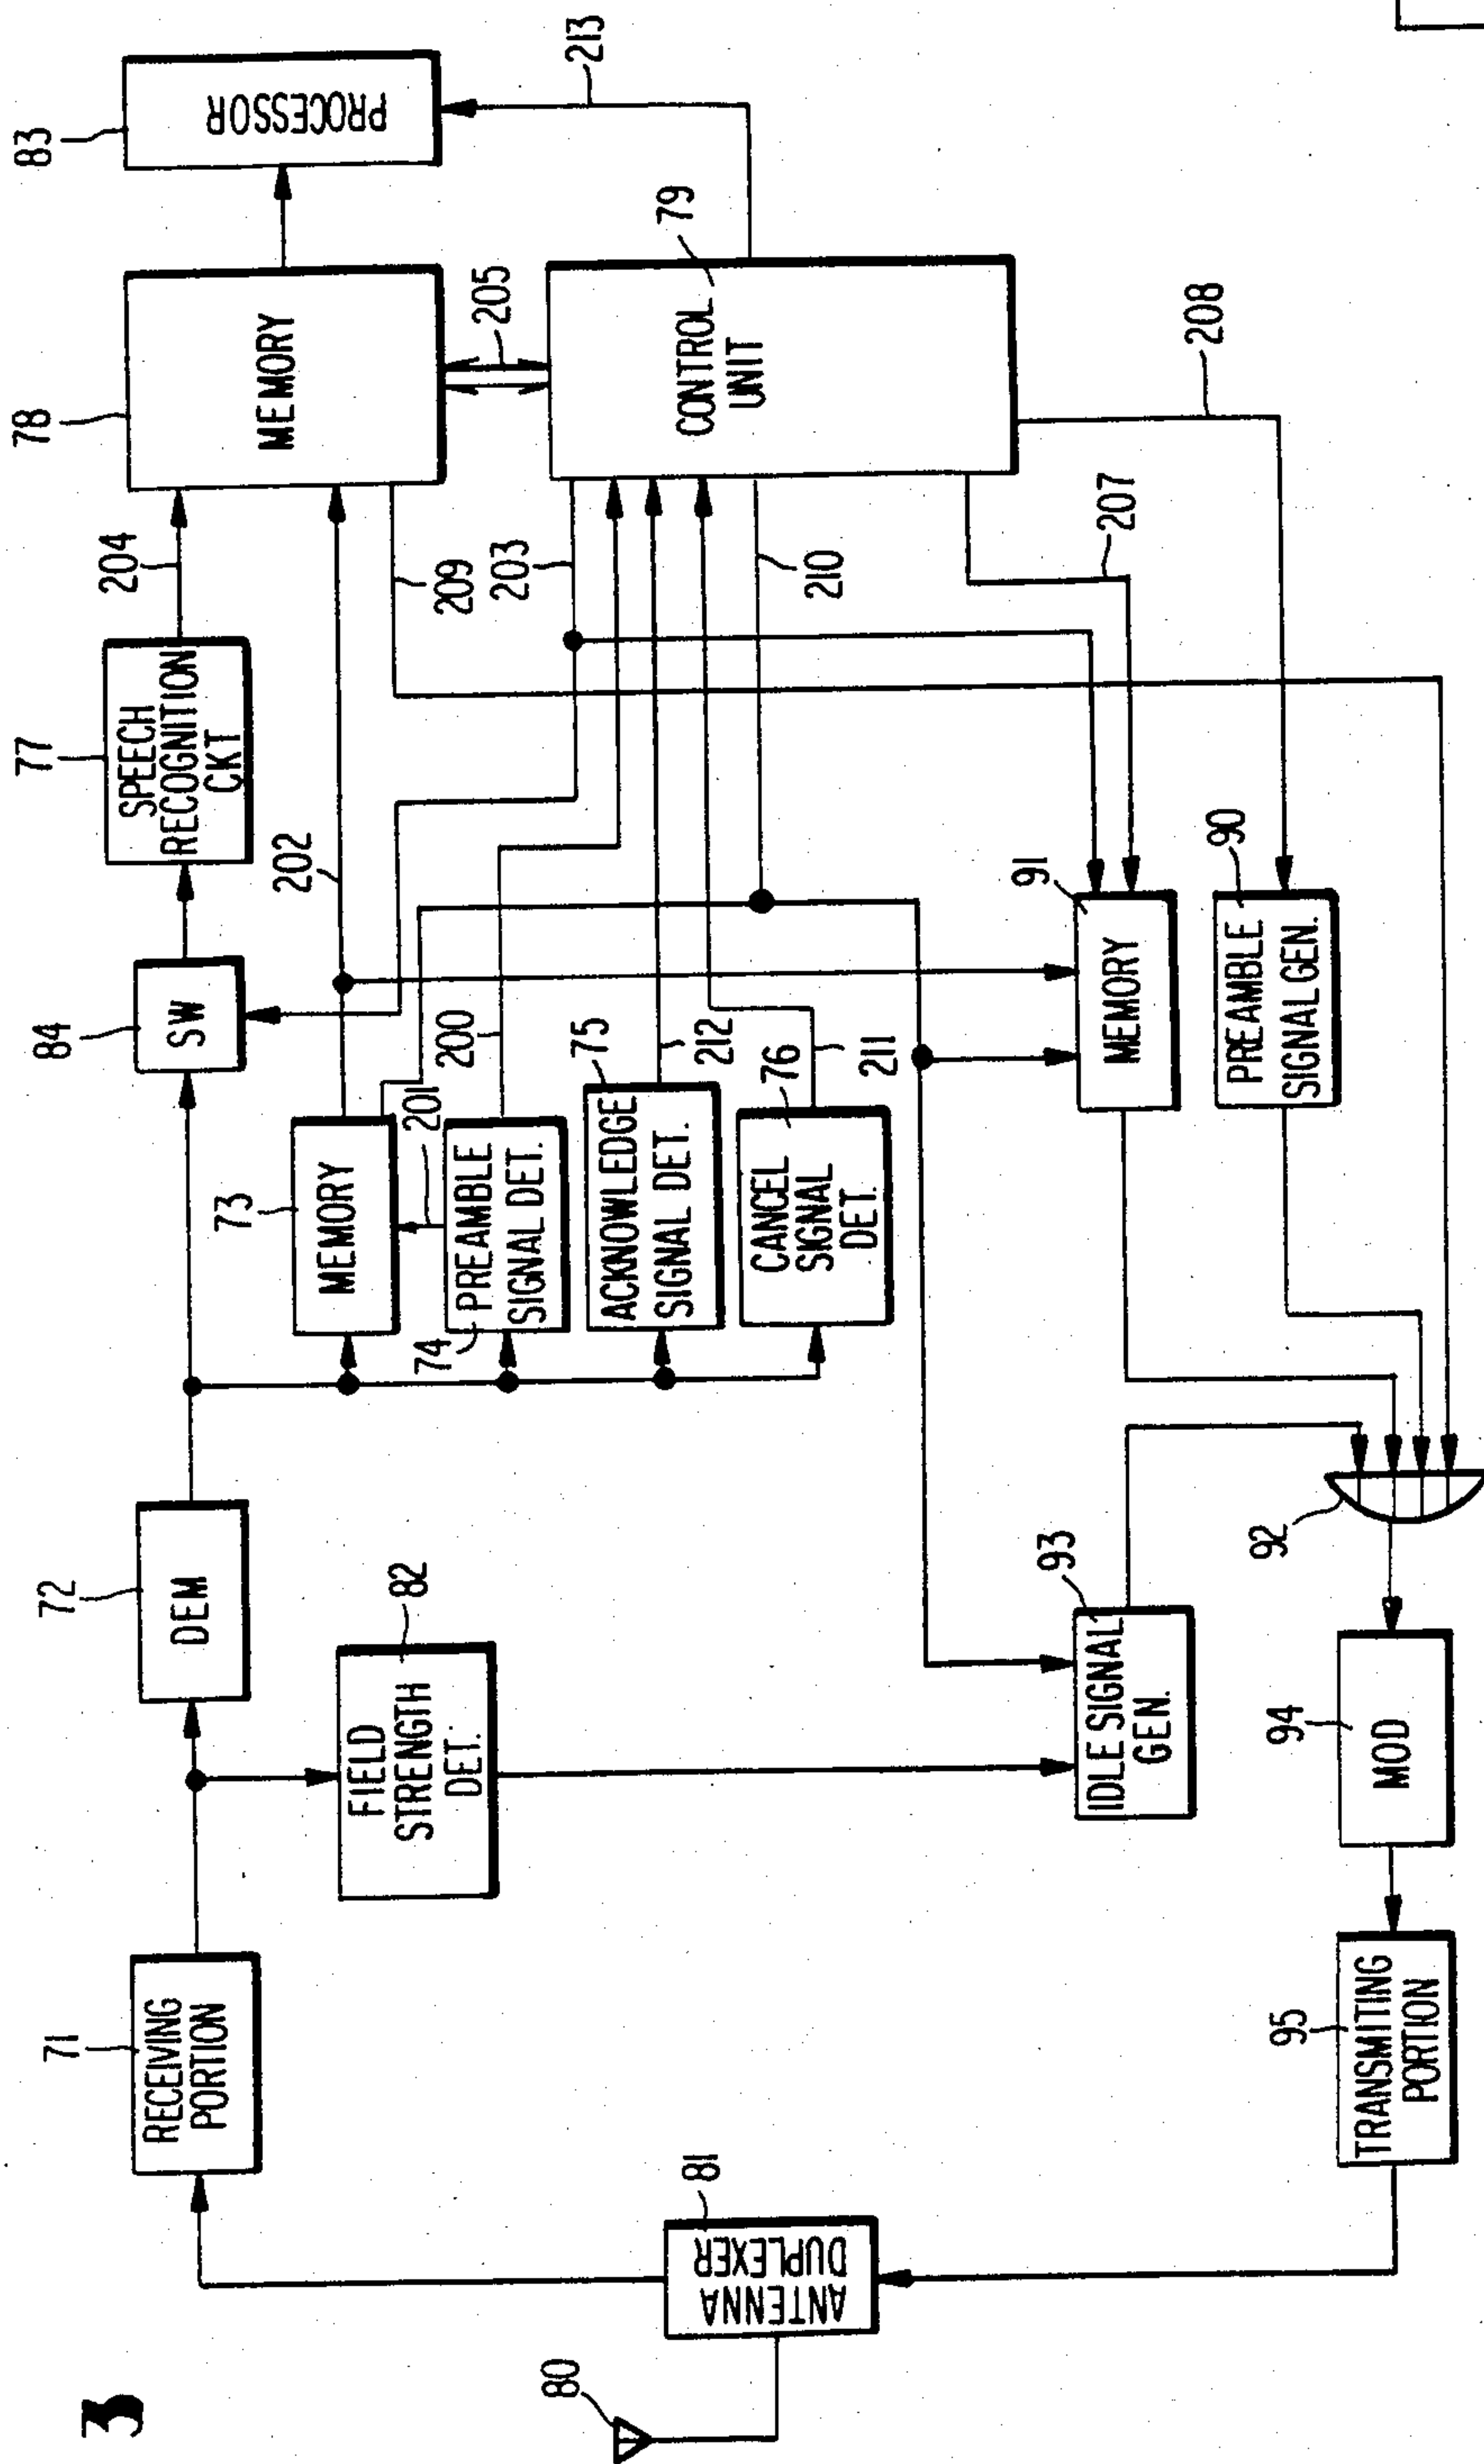 3
80
ANTENNA
DUPLEXER
81
71
RECEIVING
PORTION
72
DEM
FIELD
STRENGTH
DET.
82
84
SW
77
SPEECH
RECOGNITION
CKT
204
78
MEMORY
83
PROCESSOR
213
73
MEMORY
202
209
201
74
PREAMBLE
SIGNAL DET.
200
203
205
CONTROL
UNIT
79
75
ACKNOWLEDGE
SIGNAL DET.
212
76
CANCEL
SIGNAL
DET.
211
210
207
208
93
IDLE SIGNAL
GEN.
91
MEMORY
90
PREAMBLE
SIGNAL GEN.
92
94
MOD
95
TRANSMITING
PORTION